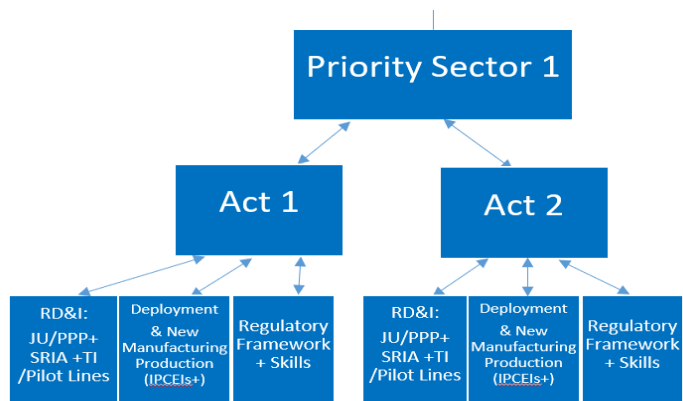 Priority Sector 1
Act 1
Act 2
RD&I:
JU/PPP+
SRIA +TI
/Pilot Lines
Deployment
& New
Manufacturing
Production
(IPCEIs+)
Regulatory
Framework
+ Skills
RD&I:
JU/PPP+
SRIA +TI
/Pilot Lines
Deployment
& New
Manufacturing
Production
(IPCEIs+)
Regulatory
Framework
+ Skills